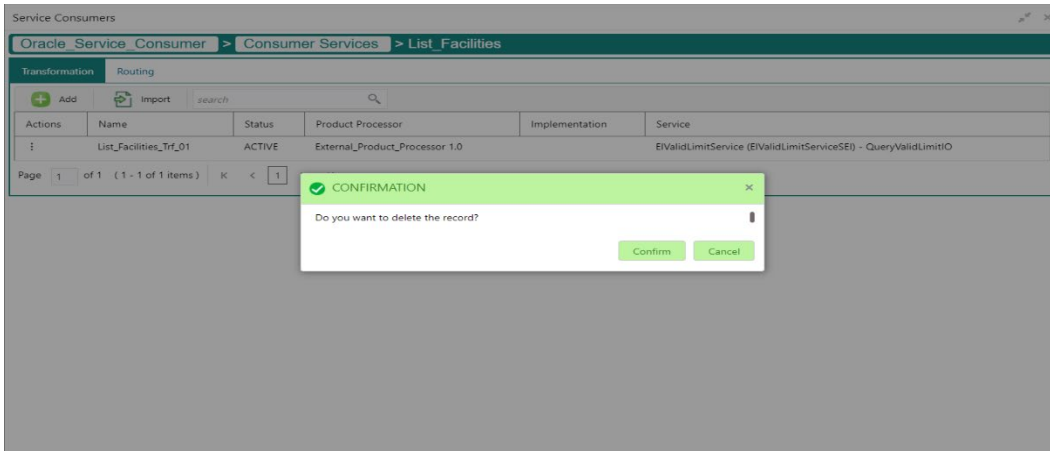 Service Consumers
Oracle_Service_Consumer > Consumer Services > List_Facilities
Transformation Routing
Add Import search
Actions Name Status Product Processor Implementation Service
List_Facilities_Trf_01 ACTIVE External_Product_Processor 1.0 EIValidLimitService (EIValidLimitServiceSEI) - QueryValidLimitIO
Page 1 of 1 (1 - 1 of 1 items) K < 1
CONFIRMATION
Do you want to delete the record?
Confirm Cancel